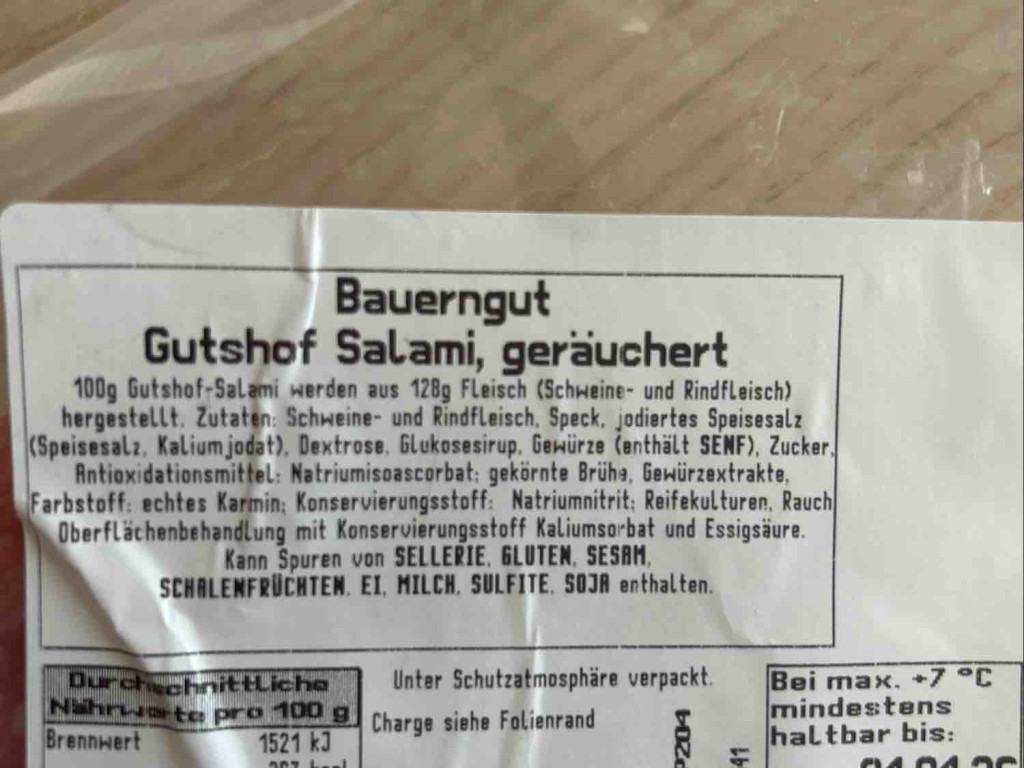 Bauerngut
Gutshof Salami, geräuchert
100g Gutshof-Salami werden aus 128g Fleisch (Schweine- und Rindfleisch)
hergestellt. Zutaten: Schweine- und Rindfleisch, Speck, jodiertes Speisesalz
(Speisesalz, Kaliumjodat), Dextrose, Glukosesirup, Gewürze (enthält SENF), Zucker,
Antioxidationsmittel: Natriumisoascorbat; gekörnte Brühe, Gewürzextrakte,
Farbstoff: echtes Karmin; Konservierungsstoff: Natriumnitrit; Reifekulturen, Rauch
Oberflächenbehandlung mit Konservierungsstoff Kaliumsorbat und Essigsäure.
Kann Spuren von SELLERIE, GLUTEN, SESAM,
SCHALENFRÜCHTEN, EI, MILCH, SULFITE, SOJA enthalten.
Durchschnittliche
Nährwerte pro 100 g
Brennwert 1521 kJ
Unter Schutzatmosphäre verpackt.
Charge siehe Folienrand
P204
41
Bei max. +7 °C
mindestens
haltbar bis: